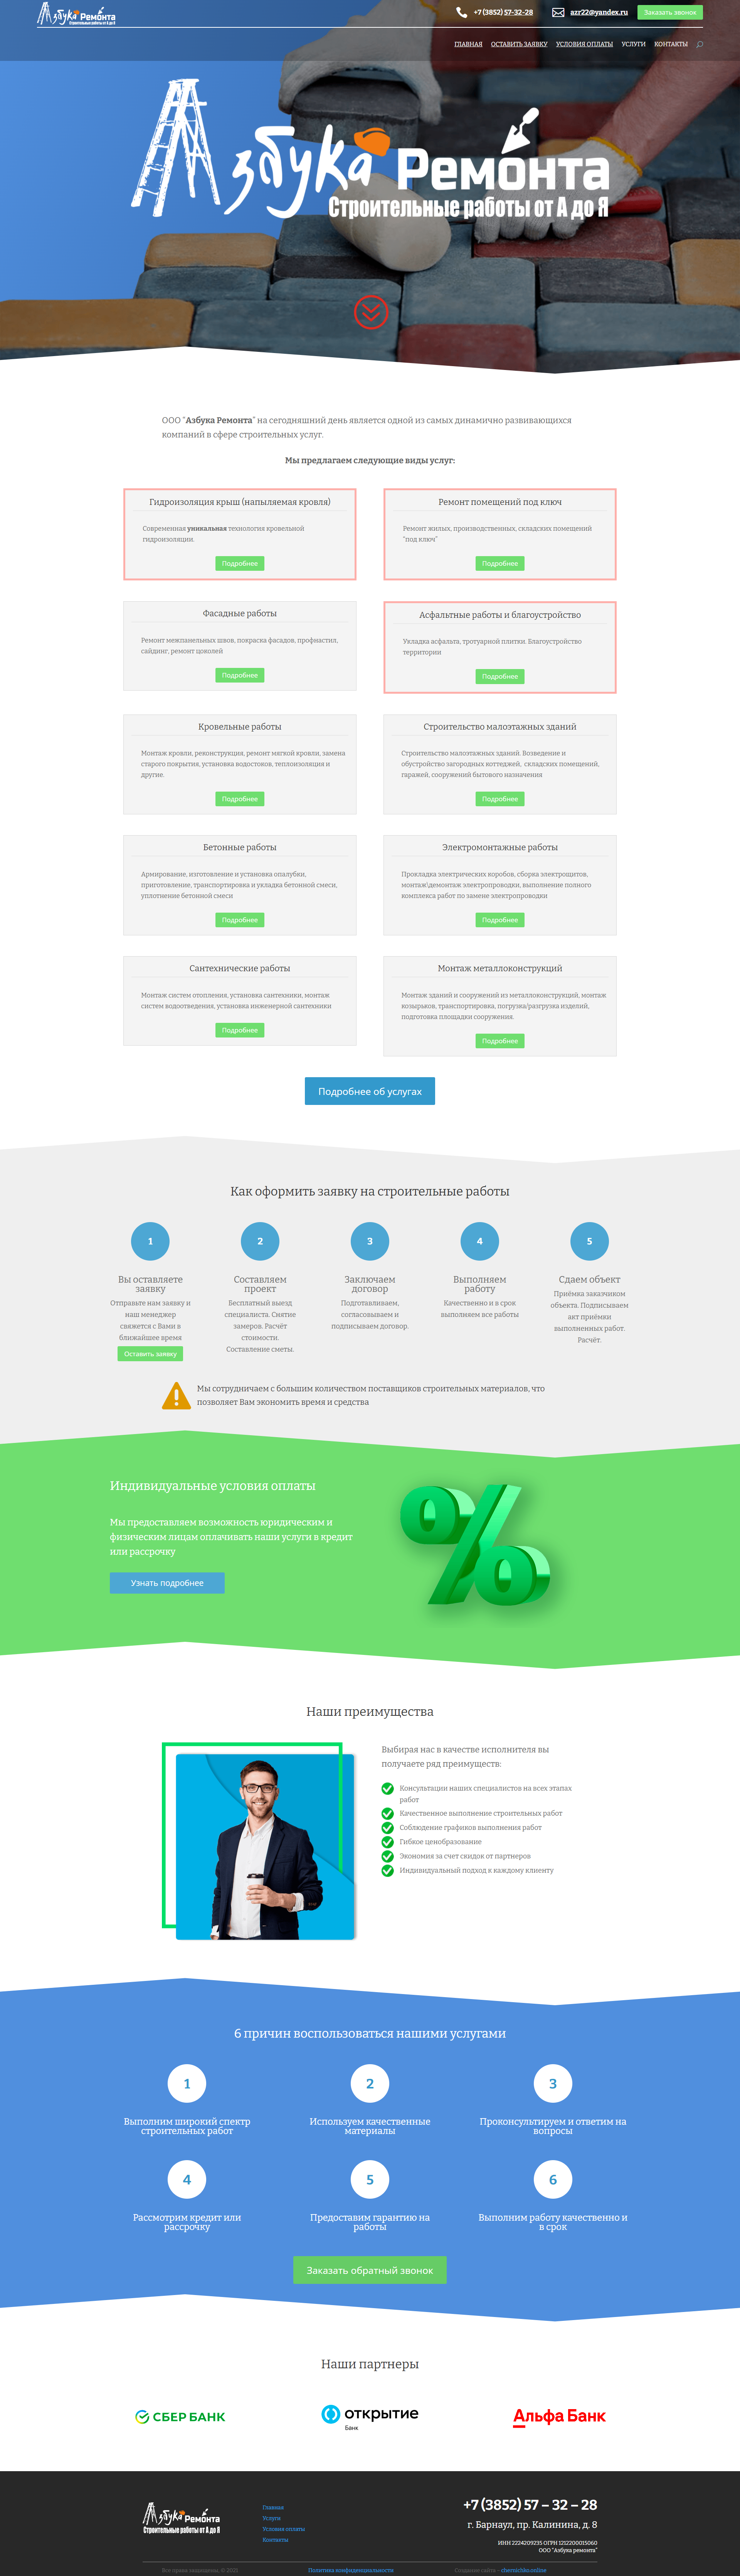 Азбука Ремонта
Строительные работы от А до Я
+7 (3852) 57-32-28
azr22@yandex.ru
Заказать звонок
ГЛАВНАЯ
ОСТАВИТЬ ЗАЯВКУ
УСЛОВИЯ ОПЛАТЫ
УСЛУГИ
КОНТАКТЫ
Азбука Ремонта
Строительные работы от А до Я
ООО "Азбука Ремонта" на сегодняшний день является одной из самых динамично развивающихся
компаний в сфере строительных услуг.
Мы предлагаем следующие виды услуг:
Гидроизоляция крыш (напыляемая кровля)
Современная уникальная технология кровельной
гидроизоляции.
Подробнее
Ремонт помещений под ключ
Ремонт жилых, производственных, складских помещений
"под ключ"
Подробнее
Фасадные работы
Ремонт межпанельных швов, покраска фасадов, профнастил,
сайдинг, ремонт цоколей
Подробнее
Асфальтные работы и благоустройство
Укладка асфальта, тротуарной плитки. Благоустройство
территории
Подробнее
Кровельные работы
Монтаж кровли, реконструкция, ремонт мягкой кровли, замена
старого покрытия, установка водостоков, теплоизоляция и
другие.
Подробнее
Строительство малоэтажных зданий
Строительство малоэтажных зданий. Возведение и
обустройство загородных коттеджей, складских помещений,
гаражей, сооружений бытового назначения
Подробнее
Бетонные работы
Армирование, изготовление и установка опалубки,
приготовление, транспортировка и укладка бетонной смеси,
уплотнение бетонной смеси
Подробнее
Электромонтажные работы
Прокладка электрических коробов, сборка электрощитов,
монтаж\демонтаж электропроводки, выполнение полного
комплекса работ по замене электропроводки
Подробнее
Сантехнические работы
Монтаж систем отопления, установка сантехники, монтаж
систем водоотведения, установка инженерной сантехники
Подробнее
Монтаж металлоконструкций
Монтаж зданий и сооружений из металлоконструкций, монтаж
козырьков, транспортировка, погрузка/разгрузка изделий,
подготовка площадки сооружения.
Подробнее
Подробнее об услугах
Как оформить заявку на строительные работы
1
Вы оставляете
заявку
Отправьте нам заявку и
наш менеджер
свяжется с Вами в
ближайшее время
Оставить заявку
2
Составляем
проект
Бесплатный выезд
специалиста. Снятие
замеров. Расчёт
стоимости.
Составление сметы.
3
Заключаем
договор
Подготавливаем,
согласовываем и
подписываем договор.
4
Выполняем
работу
Качественно и в срок
выполняем все работы
5
Сдаем объект
Приёмка заказчиком
объекта. Подписываем
акт приёмки
выполненных работ.
Расчёт.
Мы сотрудничаем с большим количеством поставщиков строительных материалов, что
позволяет Вам экономить время и средства
Индивидуальные условия оплаты
Мы предоставляем возможность юридическим и
физическим лицам оплачивать наши услуги в кредит
или рассрочку
Узнать подробнее
%
Наши преимущества
Выбирая нас в качестве исполнителя вы
получаете ряд преимуществ:
Консультации наших специалистов на всех этапах
работ
Качественное выполнение строительных работ
Соблюдение графиков выполнения работ
Гибкое ценобразование
Экономия за счет скидок от партнеров
Индивидуальный подход к каждому клиенту
6 причин воспользоваться нашими услугами
1
Выполним широкий спектр
строительных работ
2
Используем качественные
материалы
3
Проконсультируем и ответим на
вопросы
4
Рассмотрим кредит или
рассрочку
5
Предоставим гарантию на
работы
6
Выполним работу качественно и
в срок
Заказать обратный звонок
Наши партнеры
СБЕР БАНК
открытие
Банк
Альфа Банк
Азбука Ремонта
Строительные работы от А до Я
Главная
Услуги
Условия оплаты
Контакты
+7 (3852) 57 – 32 – 28
г. Барнаул, пр. Калинина, д. 8
ИНН 2224209235 ОГРН 1212200015060
ООО "Азбука ремонта"
Все права защищены, © 2021
Политика конфиденциальности
Создание сайта – chernichko.online